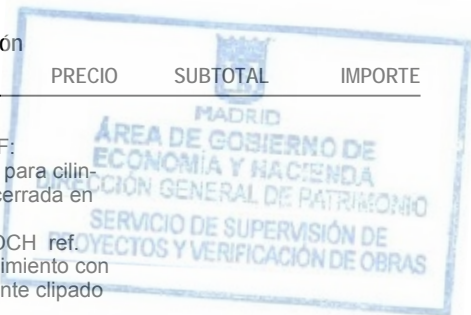 ón
PRECIO SUBTOTAL IMPORTE
MADRID
F:
ÁREA DE GOBIERNO DE
para cilin-
ECONOMÍA Y HACIENDA
cerrada en
DIRECCIÓN GENERAL DE PATRIMONIO
SERVICIO DE SUPERVISIÓN DE
OCH ref.
PROYECTOS Y VERIFICACIÓN DE OBRAS
imiento con
nte clipado